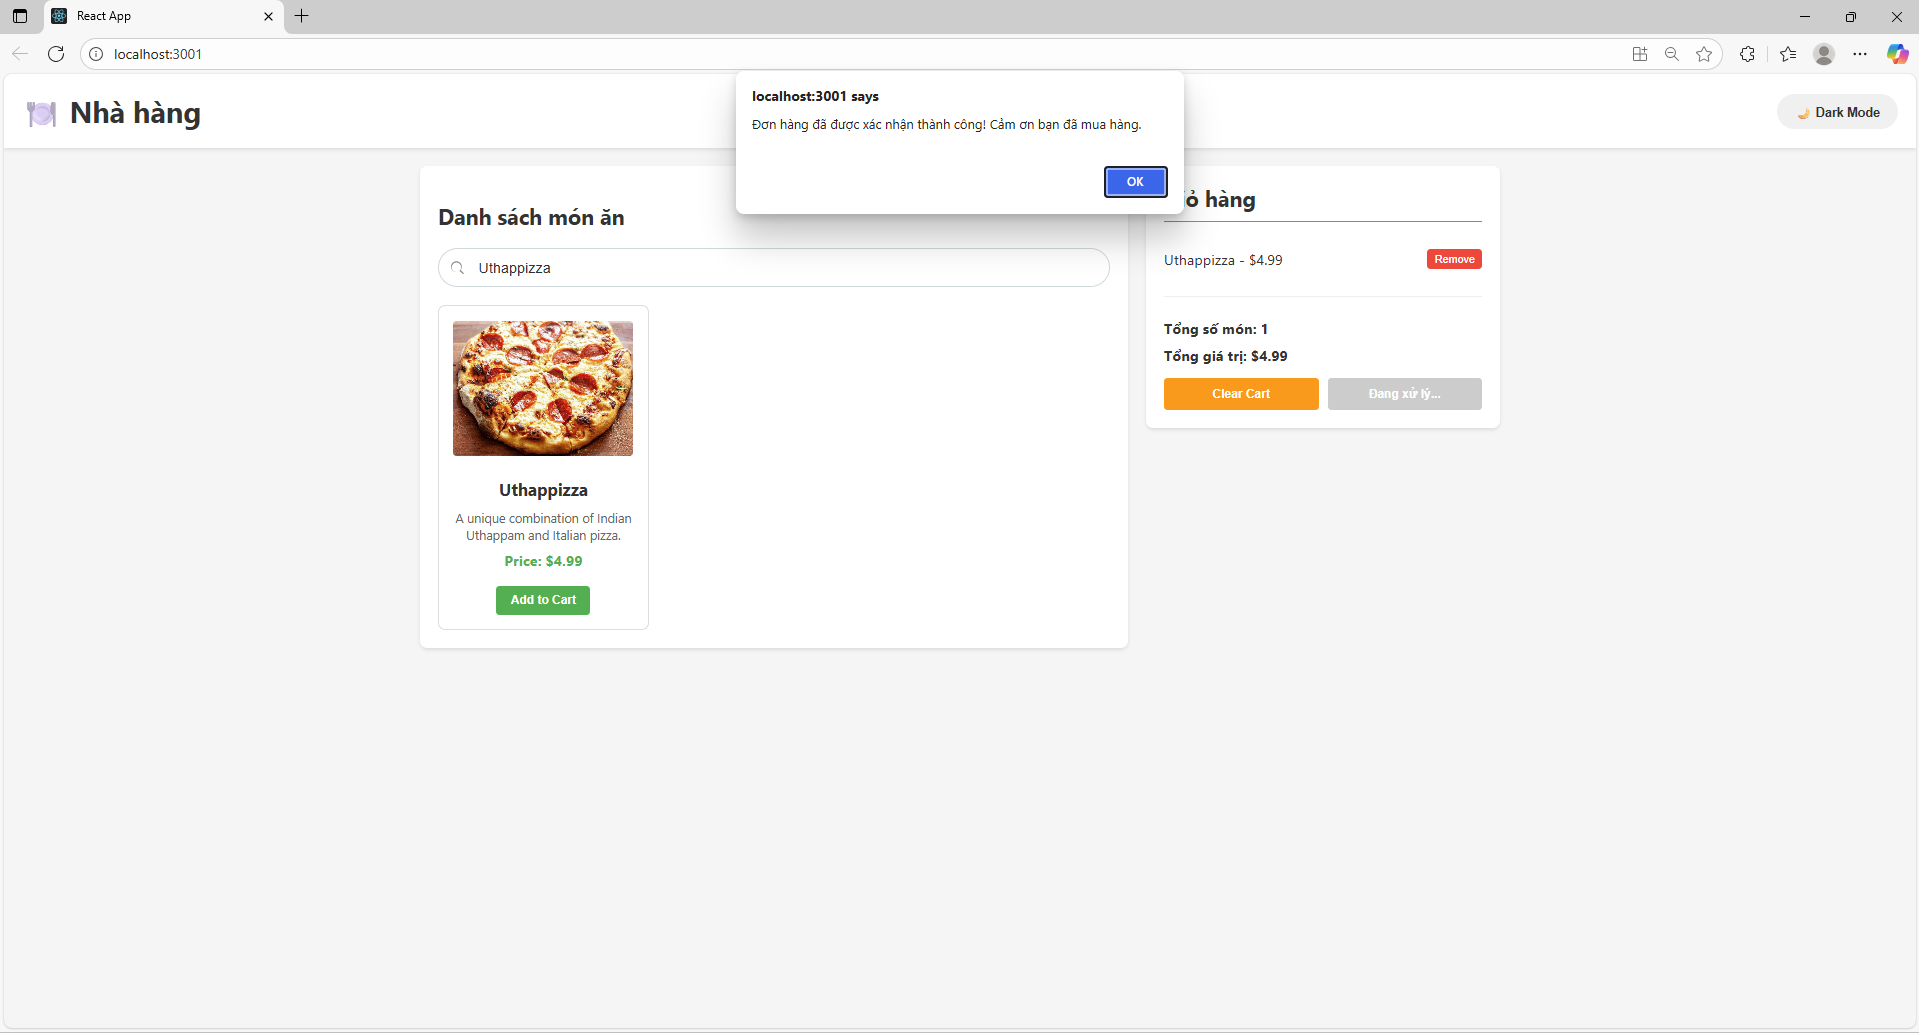 React App
localhost:3001
Nhà hàng
Dark Mode
localhost:3001 says
Đơn hàng đã được xác nhận thành công! Cảm ơn bạn đã mua hàng.
OK
Danh sách món ăn
Uthappizza
Uthappizza
A unique combination of Indian
Uthappam and Italian pizza.
Price: $4.99
Add to Cart
hàng
Uthappizza - $4.99
Remove
Tổng số món: 1
Tổng giá trị: $4.99
Clear Cart
Đang xử lý...